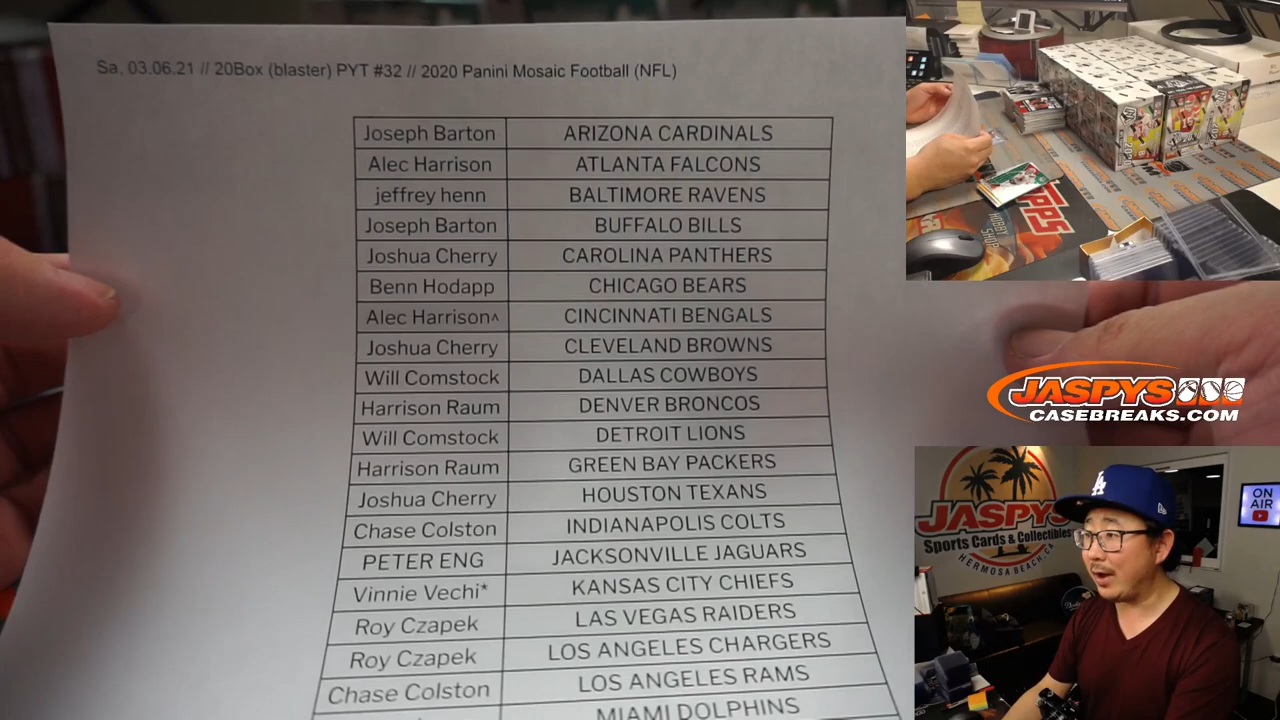 Sa, 03.06.21 // 20Box (blaster) PYT #32 // 2020 Panini Mosaic Football (NFL)
Joseph Barton ARIZONA CARDINALS
Alec Harrison ATLANTA FALCONS
jeffrey henn BALTIMORE RAVENS
Joseph Barton BUFFALO BILLS
Joshua Cherry CAROLINA PANTHERS
Benn Hodapp CHICAGO BEARS
Alec Harrison^ CINCINNATI BENGALS
Joshua Cherry CLEVELAND BROWNS
Will Comstock DALLAS COWBOYS
Harrison Raum DENVER BRONCOS
Will Comstock DETROIT LIONS
Harrison Raum GREEN BAY PACKERS
Joshua Cherry HOUSTON TEXANS
Chase Colston INDIANAPOLIS COLTS
PETER ENG JACKSONVILLE JAGUARS
Vinnie Vechi* KANSAS CITY CHIEFS
Roy Czapek LAS VEGAS RAIDERS
Roy Czapek LOS ANGELES CHARGERS
Chase Colston LOS ANGELES RAMS
MIAMI DOLPHINS
TOPPS
HOBBY
SHOP
JASPYS
CASEBREAKS.COM
JASPYS
Sports Cards & Collectibles
HERMOSA BEACH, CA
LA
ON
AIR